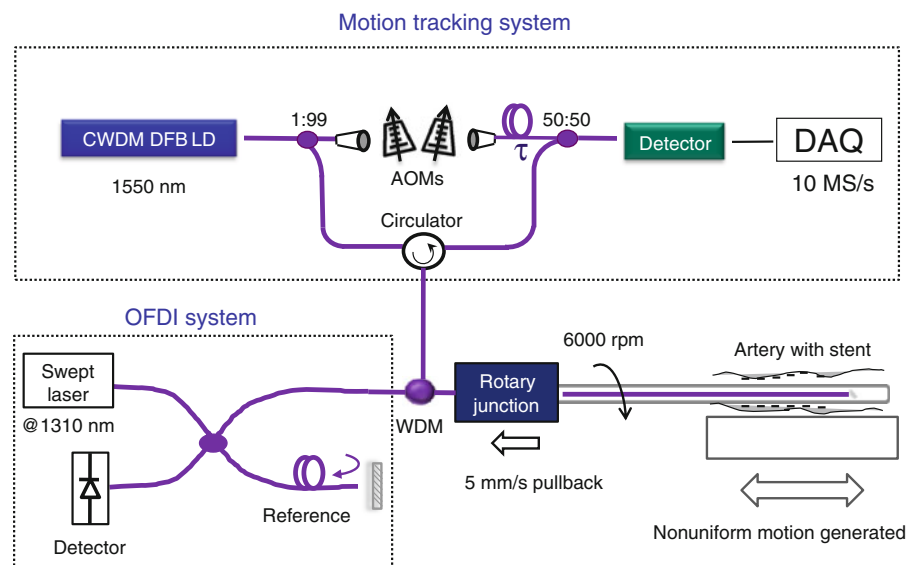 Motion tracking system
CWDM DFB LD
1550 nm
1:99
AOMs
τ
50:50
Detector
DAQ
10 MS/s
Circulator
OFDI system
Swept
laser
@1310 nm
Detector
Reference
WDM
Rotary
junction
6000 rpm
5 mm/s pullback
Artery with stent
Nonuniform motion generated